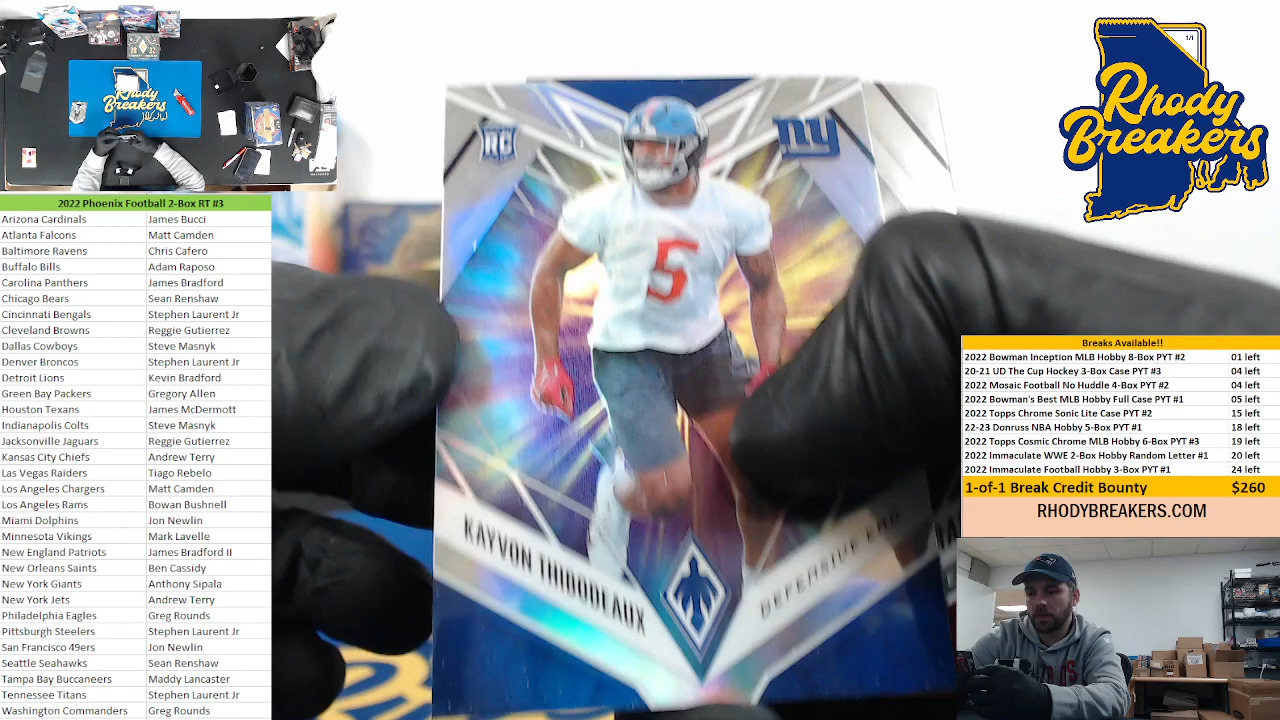 Rhody
Breakers
2022 Phoenix Football 2-Box RT #3
Arizona Cardinals James Bucci
Atlanta Falcons Matt Camden
Baltimore Ravens Chris Cafero
Buffalo Bills Adam Raposo
Carolina Panthers James Bradford
Chicago Bears Sean Renshaw
Cincinnati Bengals Stephen Laurent Jr
Cleveland Browns Reggie Gutierrez
Dallas Cowboys Steve Masnyk
Denver Broncos Stephen Laurent Jr
Detroit Lions Kevin Bradford
Green Bay Packers Gregory Allen
Houston Texans James McDermott
Indianapolis Colts Steve Masnyk
Jacksonville Jaguars Reggie Gutierrez
Kansas City Chiefs Andrew Terry
Las Vegas Raiders Tiago Rebelo
Los Angeles Chargers Matt Camden
Los Angeles Rams Bowan Bushnell
Miami Dolphins Jon Newlin
Minnesota Vikings Mark Lavelle
New England Patriots James Bradford II
New Orleans Saints Ben Cassidy
New York Giants Anthony Sipala
New York Jets Andrew Terry
Philadelphia Eagles Greg Rounds
Pittsburgh Steelers Stephen Laurent Jr
San Francisco 49ers Jon Newlin
Seattle Seahawks Sean Renshaw
Tampa Bay Buccaneers Maddy Lancaster
Tennessee Titans Stephen Laurent Jr
Washington Commanders Greg Rounds
RC
ny
5
KAYVON THIBODEAUX
DEFENSIVE END
1/1
Rhody
Breakers
Breaks Available!!
2022 Bowman Inception MLB Hobby 8-Box PYT #2 01 left
20-21 UD The Cup Hockey 3-Box Case PYT #3 04 left
2022 Mosaic Football No Huddle 4-Box PYT #2 04 left
2022 Bowman's Best MLB Hobby Full Case PYT #1 05 left
2022 Topps Chrome Sonic Lite Case PYT #2 15 left
22-23 Donruss NBA Hobby 5-Box PYT #1 18 left
2022 Topps Cosmic Chrome MLB Hobby 6-Box PYT #3 19 left
2022 Immaculate WWE 2-Box Hobby Random Letter #1 20 left
2022 Immaculate Football Hobby 3-Box PYT #1 24 left
1-of-1 Break Credit Bounty $260
RHODYBREAKERS.COM